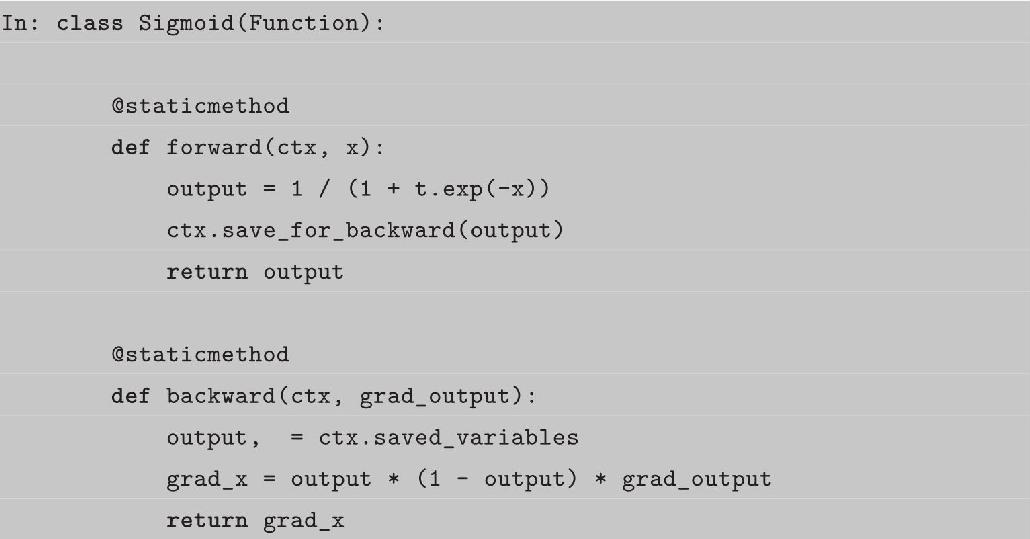 In: class Sigmoid(Function):
@staticmethod
def forward(ctx, x):
output = 1 / (1 + t.exp(-x))
ctx.save_for_backward(output)
return output
@staticmethod
def backward(ctx, grad_output):
output,  = ctx.saved_variables
grad_x = output * (1 - output) * grad_output
return grad_x